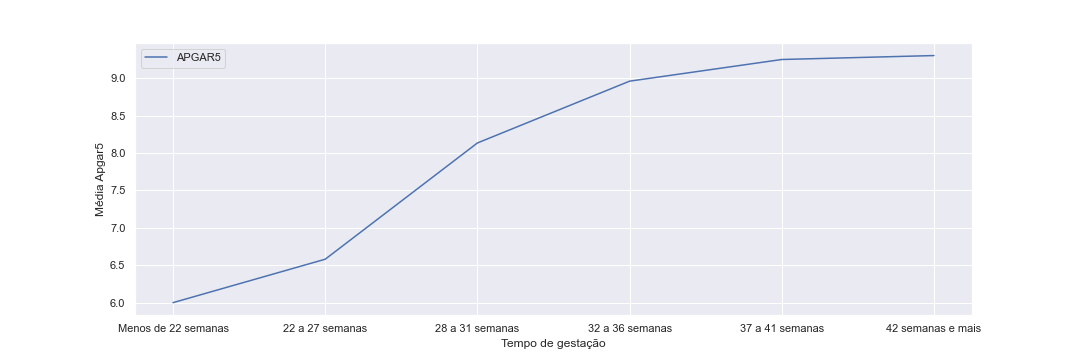 APGAR5
Média Apgar5
9.0
8.5
8.0
7.5
7.0
6.5
6.0
Menos de 22 semanas
22 a 27 semanas
28 a 31 semanas
32 a 36 semanas
37 a 41 semanas
42 semanas e mais
Tempo de gestação